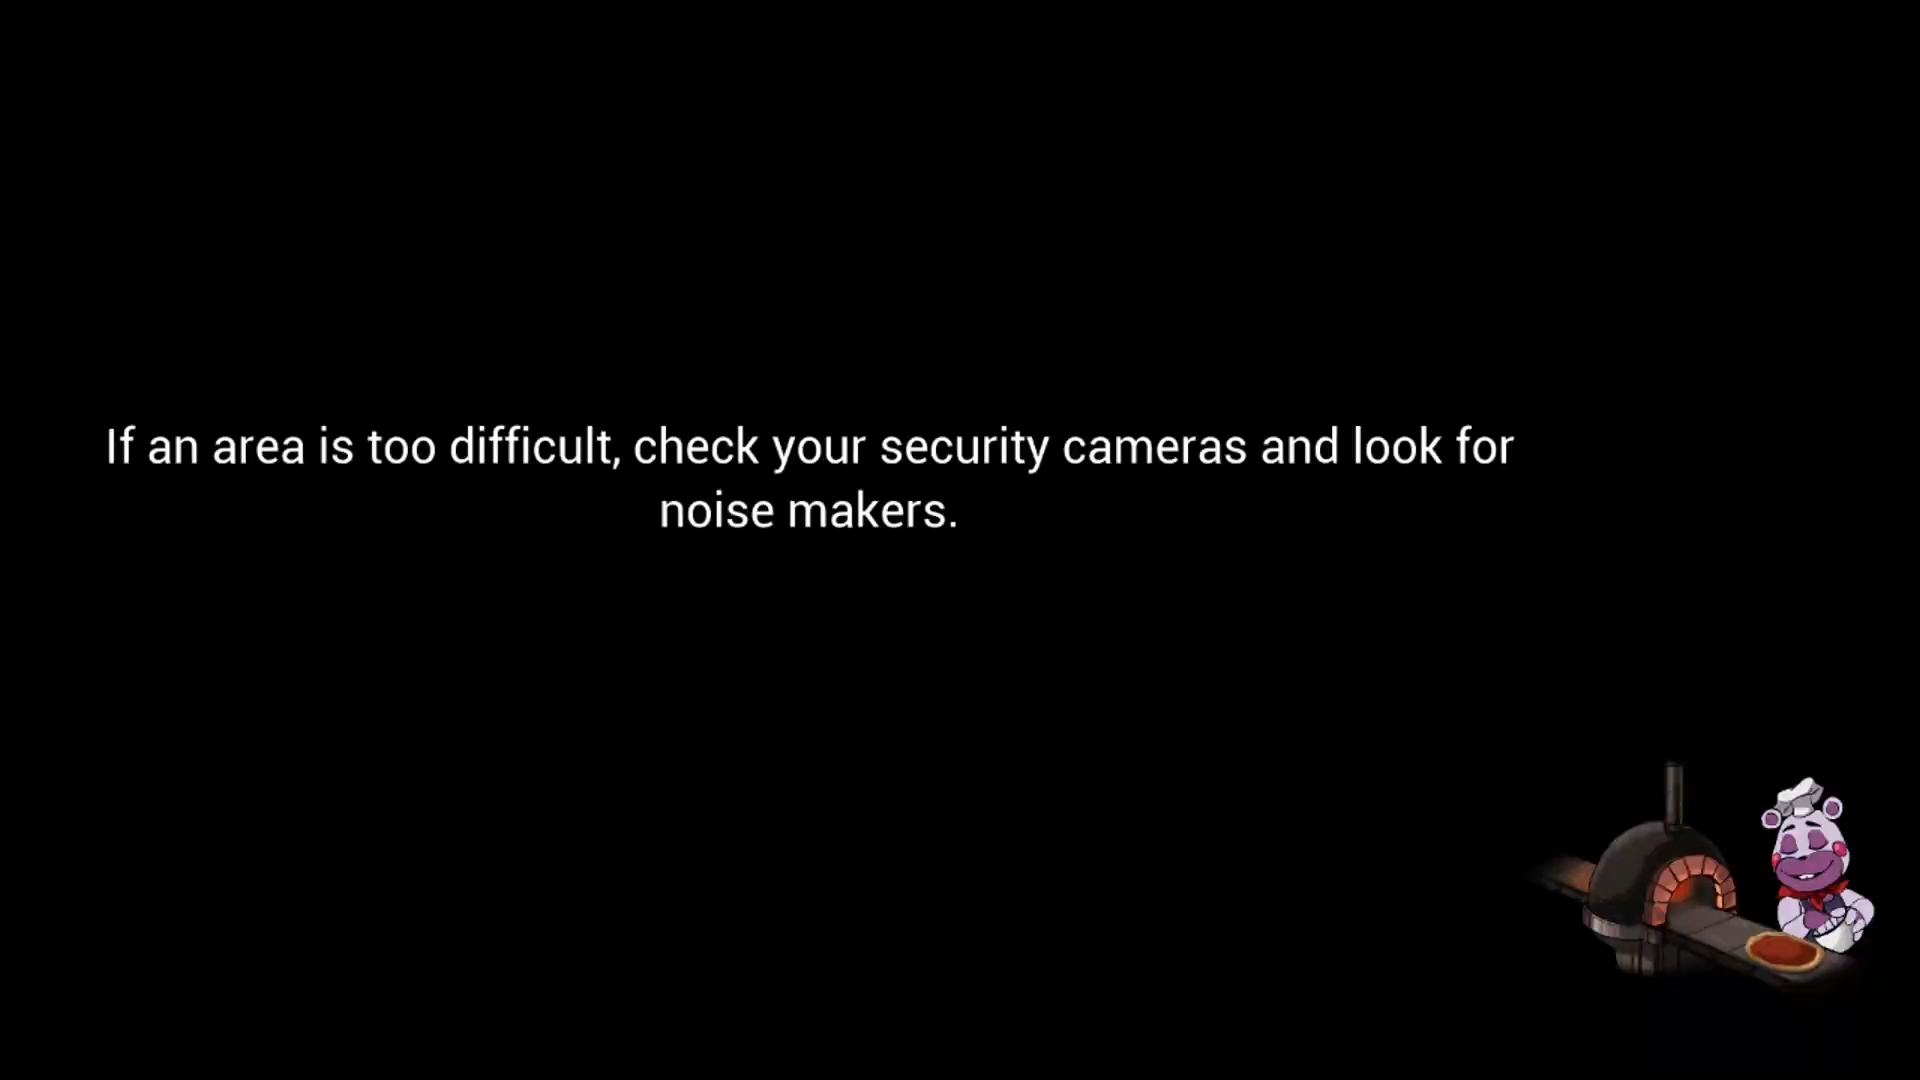 If an area is too difficult, check your security cameras and look for
noise makers.